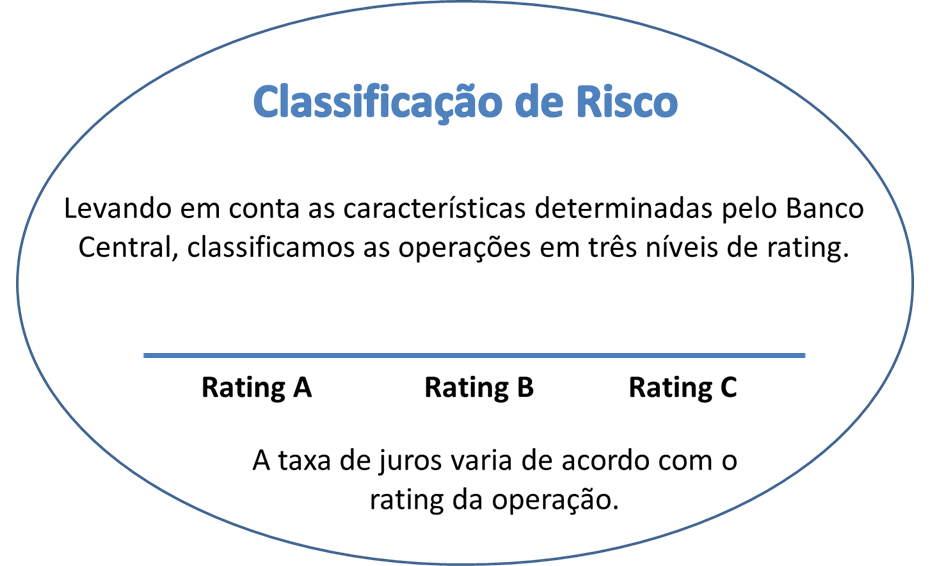 Classificação de Risco
Levando em conta as características determinadas pelo Banco
Central, classificamos as operações em três níveis de rating.
Rating A Rating B Rating C
A taxa de juros varia de acordo com o
rating da operação.